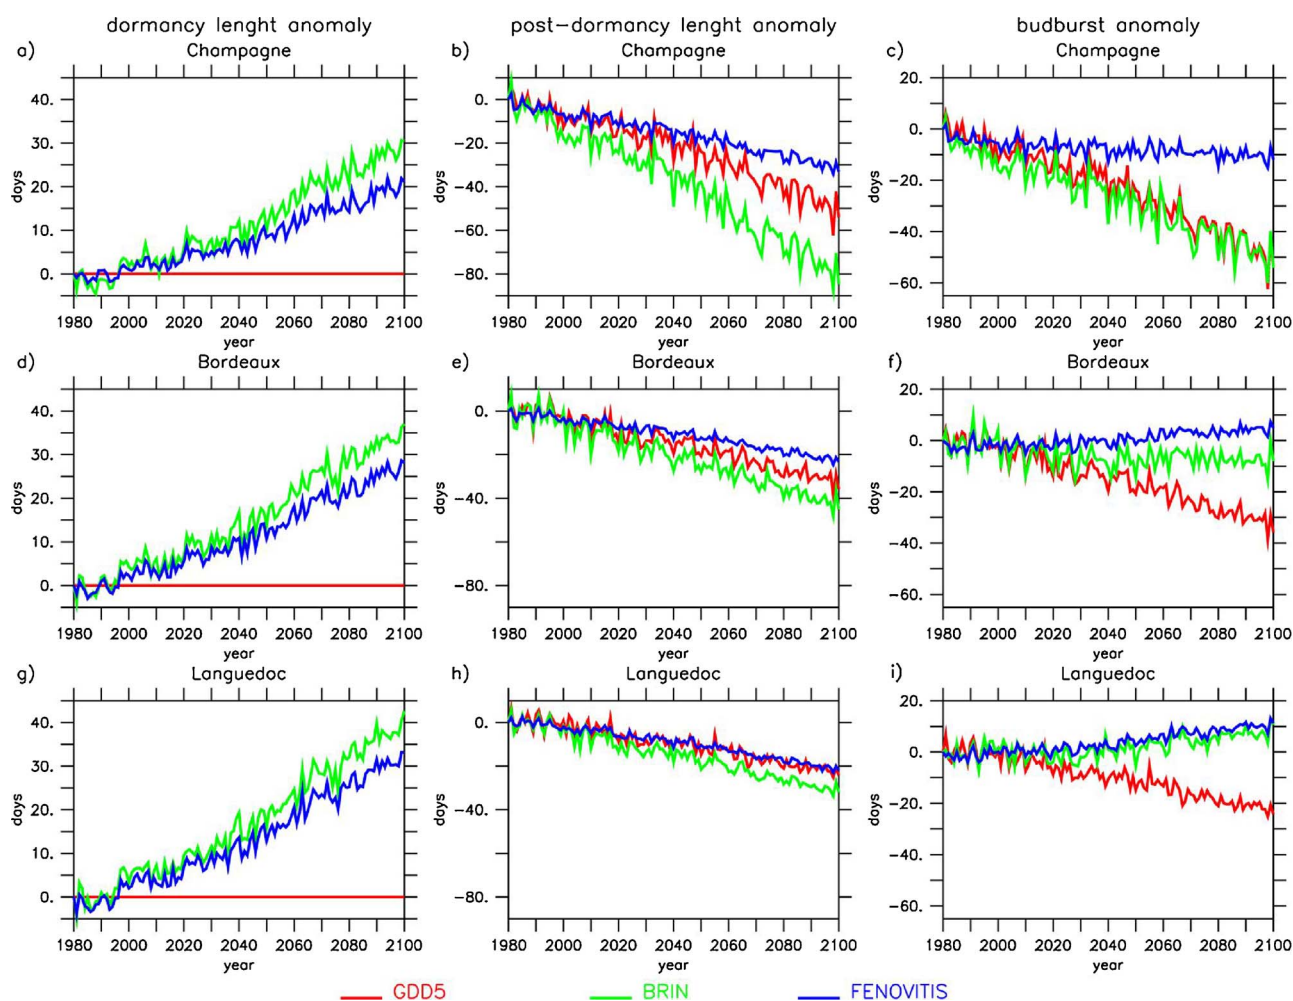 dormancy lenght anomaly post-dormancy lenght anomaly budburst anomaly
a) Champagne b) Champagne c) Champagne
40. 30. 20. 10. 0.
days
1980 2000 2020 2040 2060 2080 2100
year
0. -20. -40. -60. -80.
days
1980 2000 2020 2040 2060 2080 2100
year
20. 0. -20. -40. -60.
days
1980 2000 2020 2040 2060 2080 2100
year
d) Bordeaux e) Bordeaux f) Bordeaux
40. 30. 20. 10. 0.
days
1980 2000 2020 2040 2060 2080 2100
year
0. -40. -80.
days
1980 2000 2020 2040 2060 2080 2100
year
20. 0. -20. -40. -60.
days
1980 2000 2020 2040 2060 2080 2100
year
g) Languedoc h) Languedoc i) Languedoc
40. 30. 20. 10. 0.
days
1980 2000 2020 2040 2060 2080 2100
year
0. -40. -80.
days
1980 2000 2020 2040 2060 2080 2100
year
20. 0. -20. -40. -60.
days
1980 2000 2020 2040 2060 2080 2100
year
GDD5 BRIN FENOVITIS